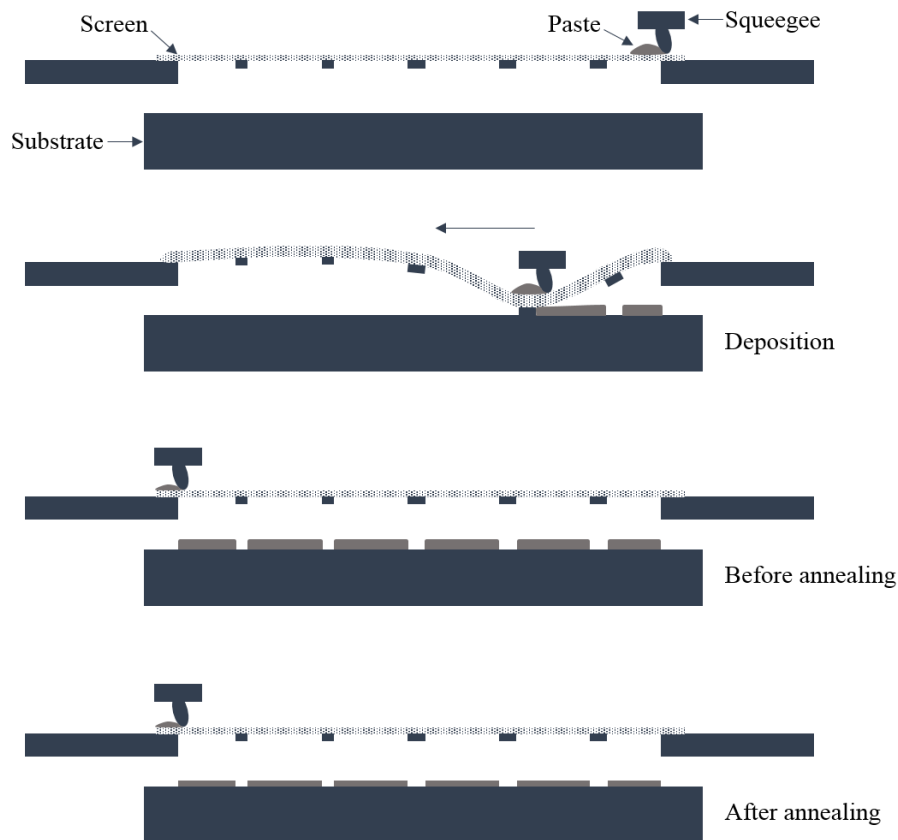 Screen
Paste
Squeegee
Substrate
Deposition
Before annealing
After annealing